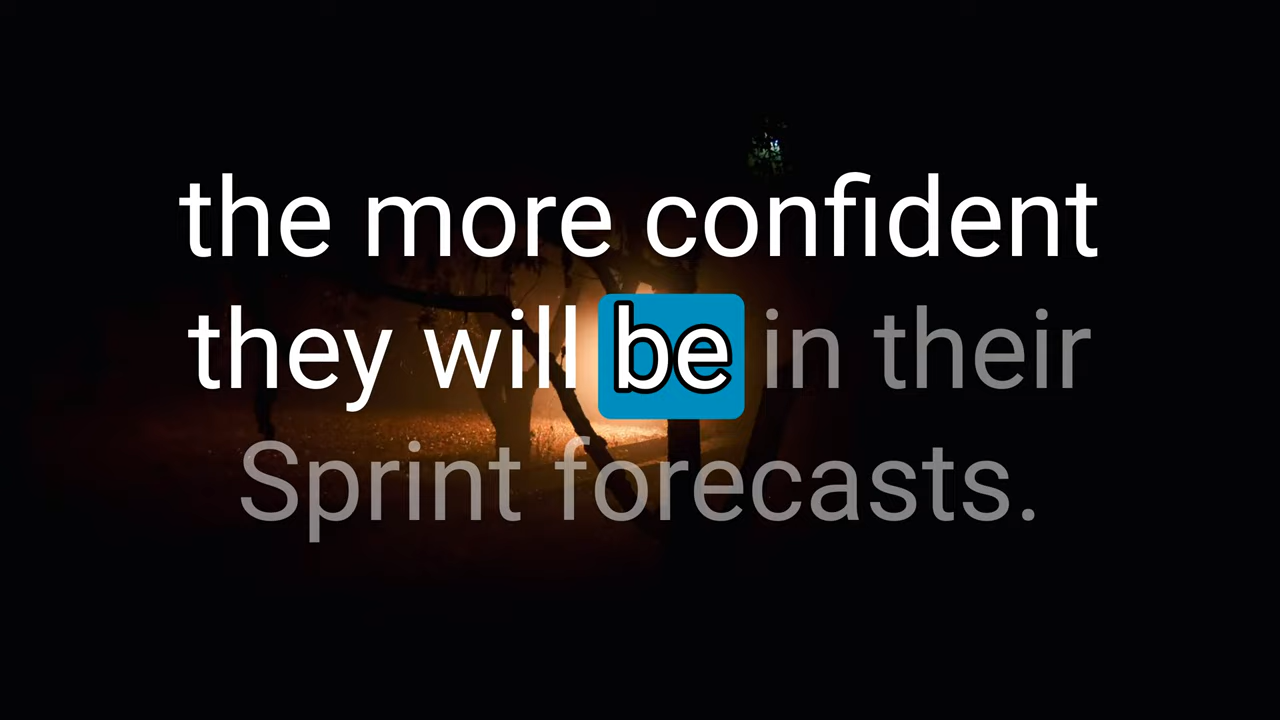 the more confident
they will be in their
Sprint forecasts.